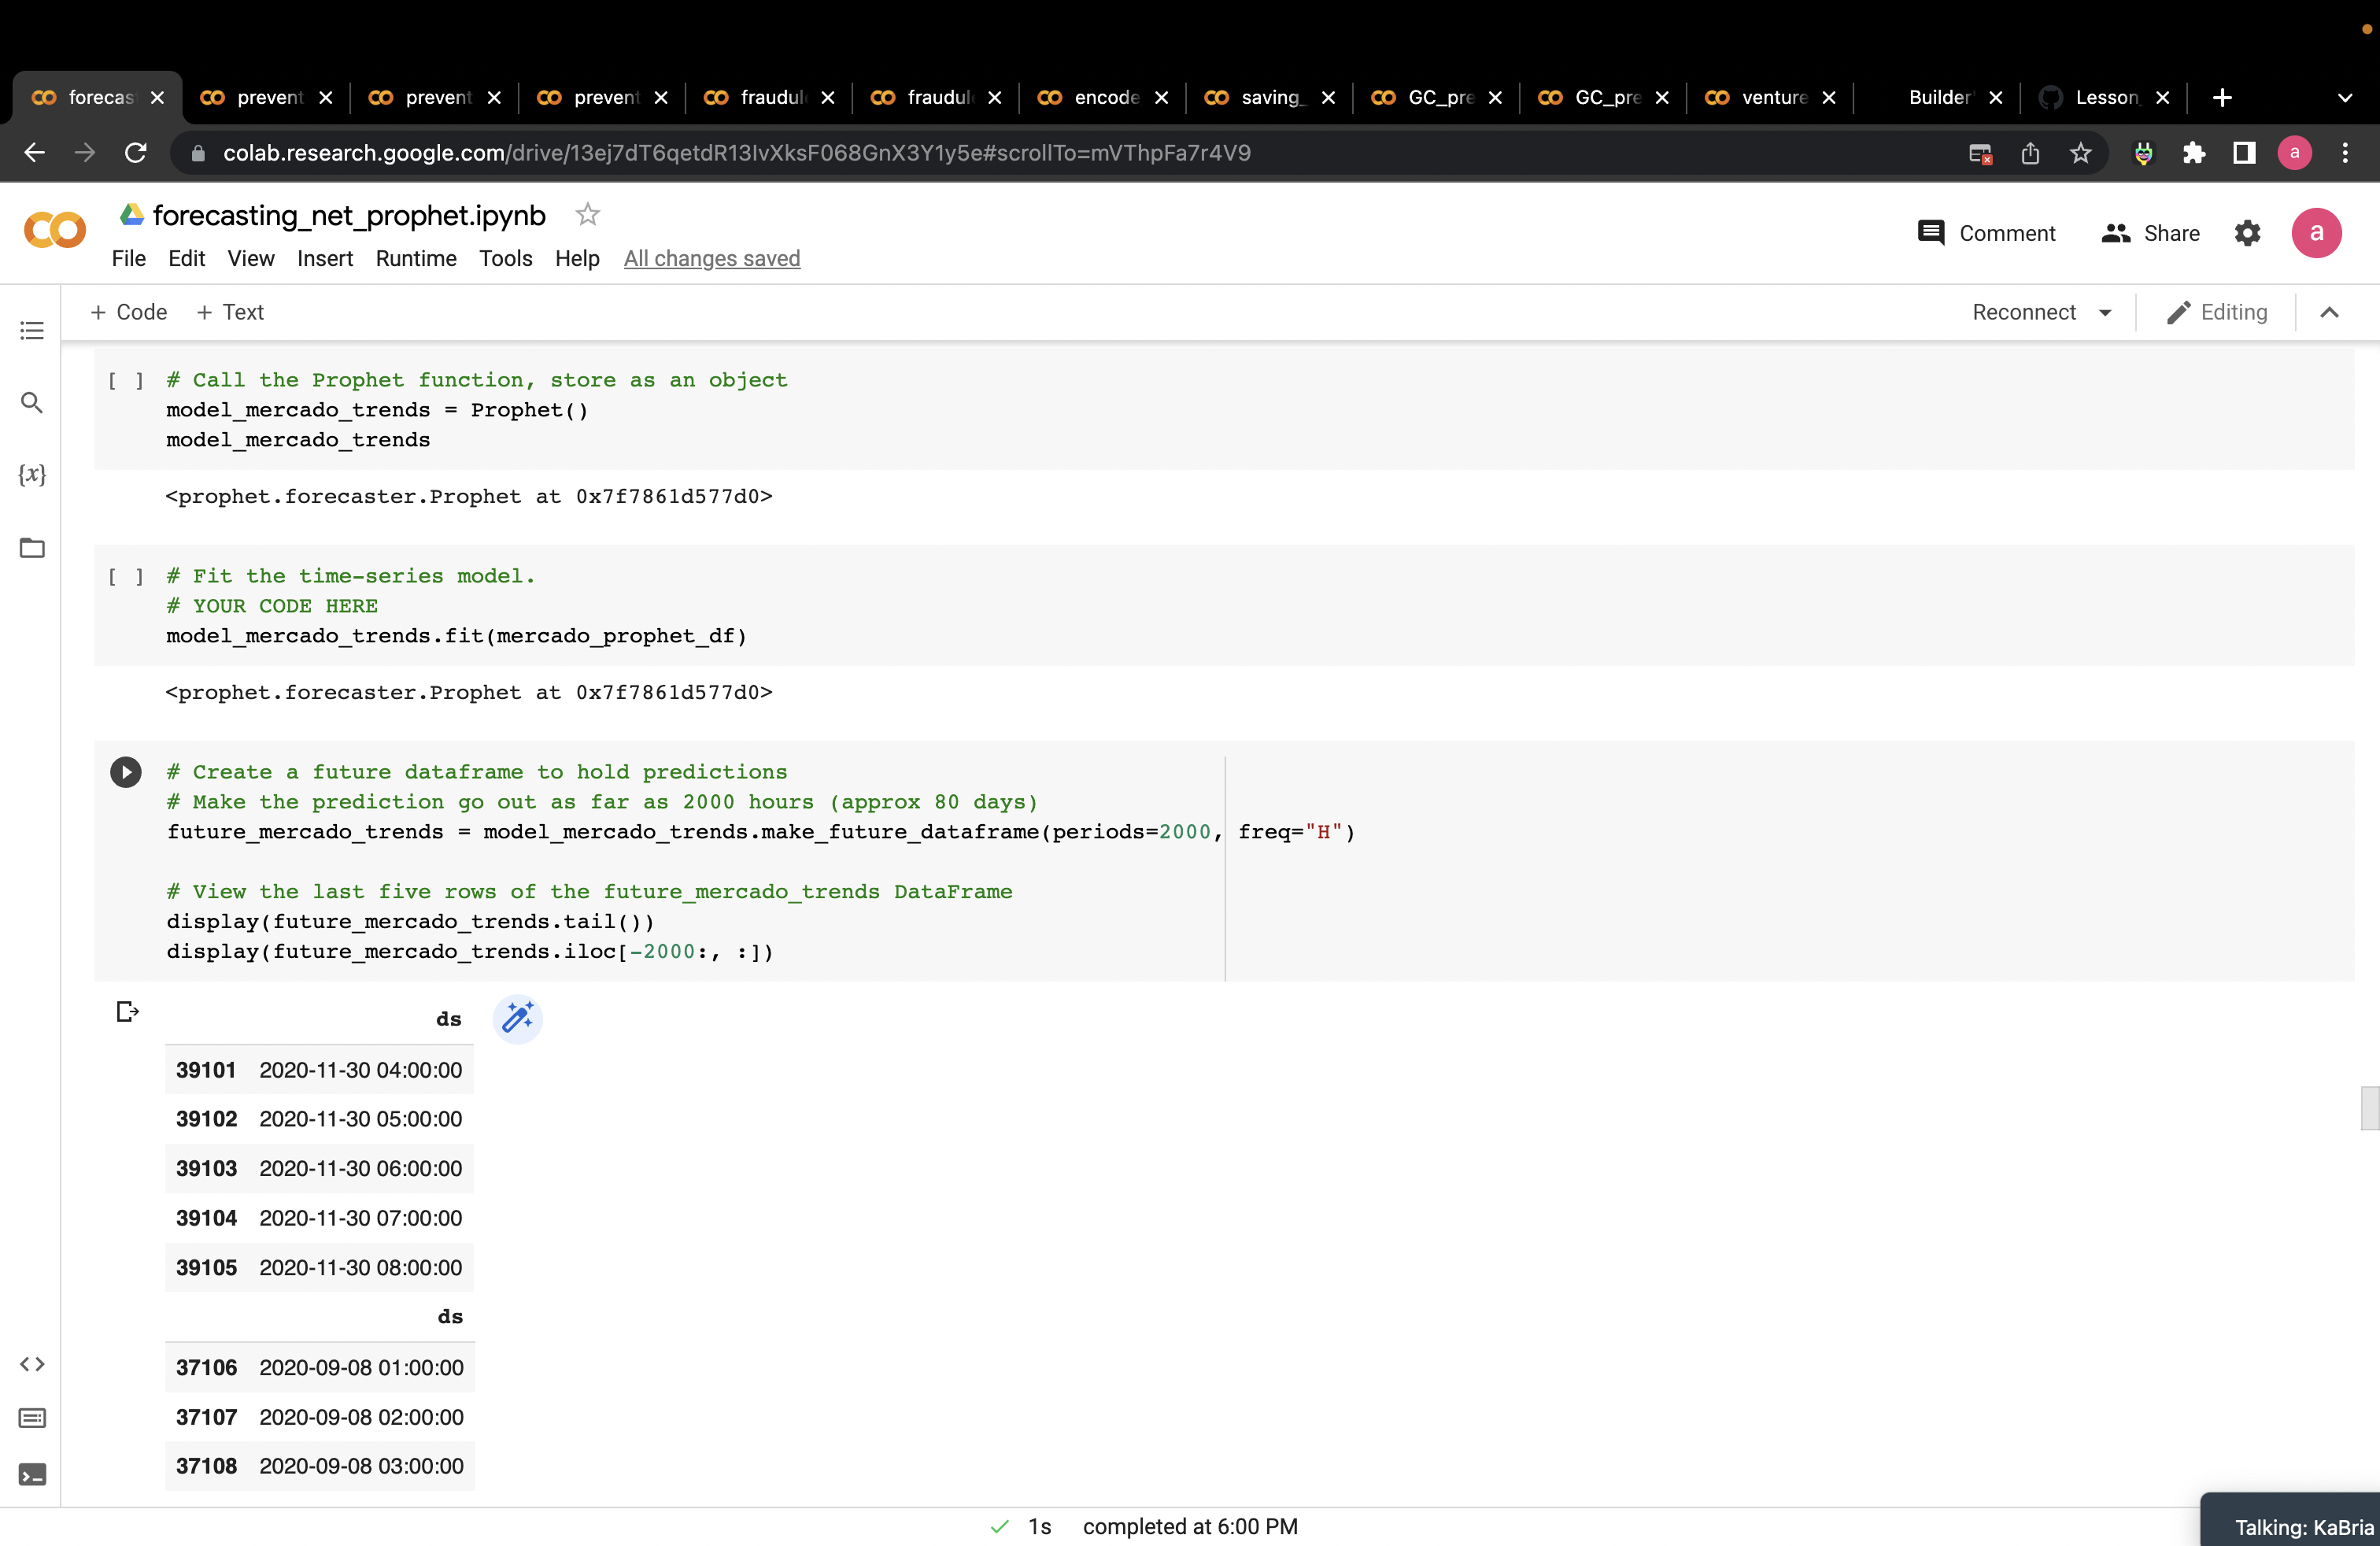 forecas prevent prevent prevent fraudul fraudul encode saving_ GC_pre GC_pre venture Builder' Lesson_
colab.research.google.com/drive/13ej7dT6qetdR13IvXksF068GnX3Y1y5e#scrollTo=mVThpFa7r4V9 a
forecasting_net_prophet.ipynb
Comment Share a
File Edit View Insert Runtime Tools Help All changes saved
+ Code + Text Reconnect Editing
[ ] # Call the Prophet function, store as an object
model_mercado_trends = Prophet()
model_mercado_trends
{x}
<prophet.forecaster.Prophet at 0x7f7861d577d0>
[ ] # Fit the time-series model.
# YOUR CODE HERE
model_mercado_trends.fit(mercado_prophet_df)
<prophet.forecaster.Prophet at 0x7f7861d577d0>
# Create a future dataframe to hold predictions
# Make the prediction go out as far as 2000 hours (approx 80 days)
future_mercado_trends = model_mercado_trends.make_future_dataframe(periods=2000, freq="H")
# View the last five rows of the future_mercado_trends DataFrame
display(future_mercado_trends.tail())
display(future_mercado_trends.iloc[-2000:, :])
ds
39101 2020-11-30 04:00:00
39102 2020-11-30 05:00:00
39103 2020-11-30 06:00:00
39104 2020-11-30 07:00:00
39105 2020-11-30 08:00:00
ds
37106 2020-09-08 01:00:00
37107 2020-09-08 02:00:00
37108 2020-09-08 03:00:00
1s completed at 6:00 PM
Talking: KaBria